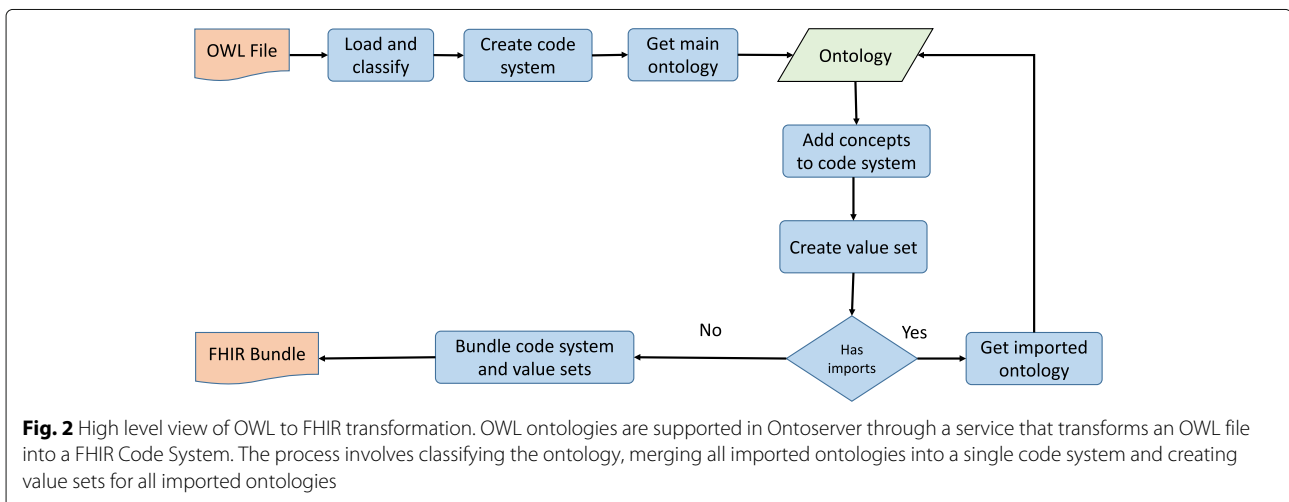 OWL File
Load and
classify
Create code
system
Get main
ontology
Ontology
Add concepts
to code system
Create value set
Has
imports
No
Yes
Get imported
ontology
Bundle code system
and value sets
FHIR Bundle
Fig. 2 High level view of OWL to FHIR transformation. OWL ontologies are supported in Ontoserver through a service that transforms an OWL file
into a FHIR Code System. The process involves classifying the ontology, merging all imported ontologies into a single code system and creating
value sets for all imported ontologies